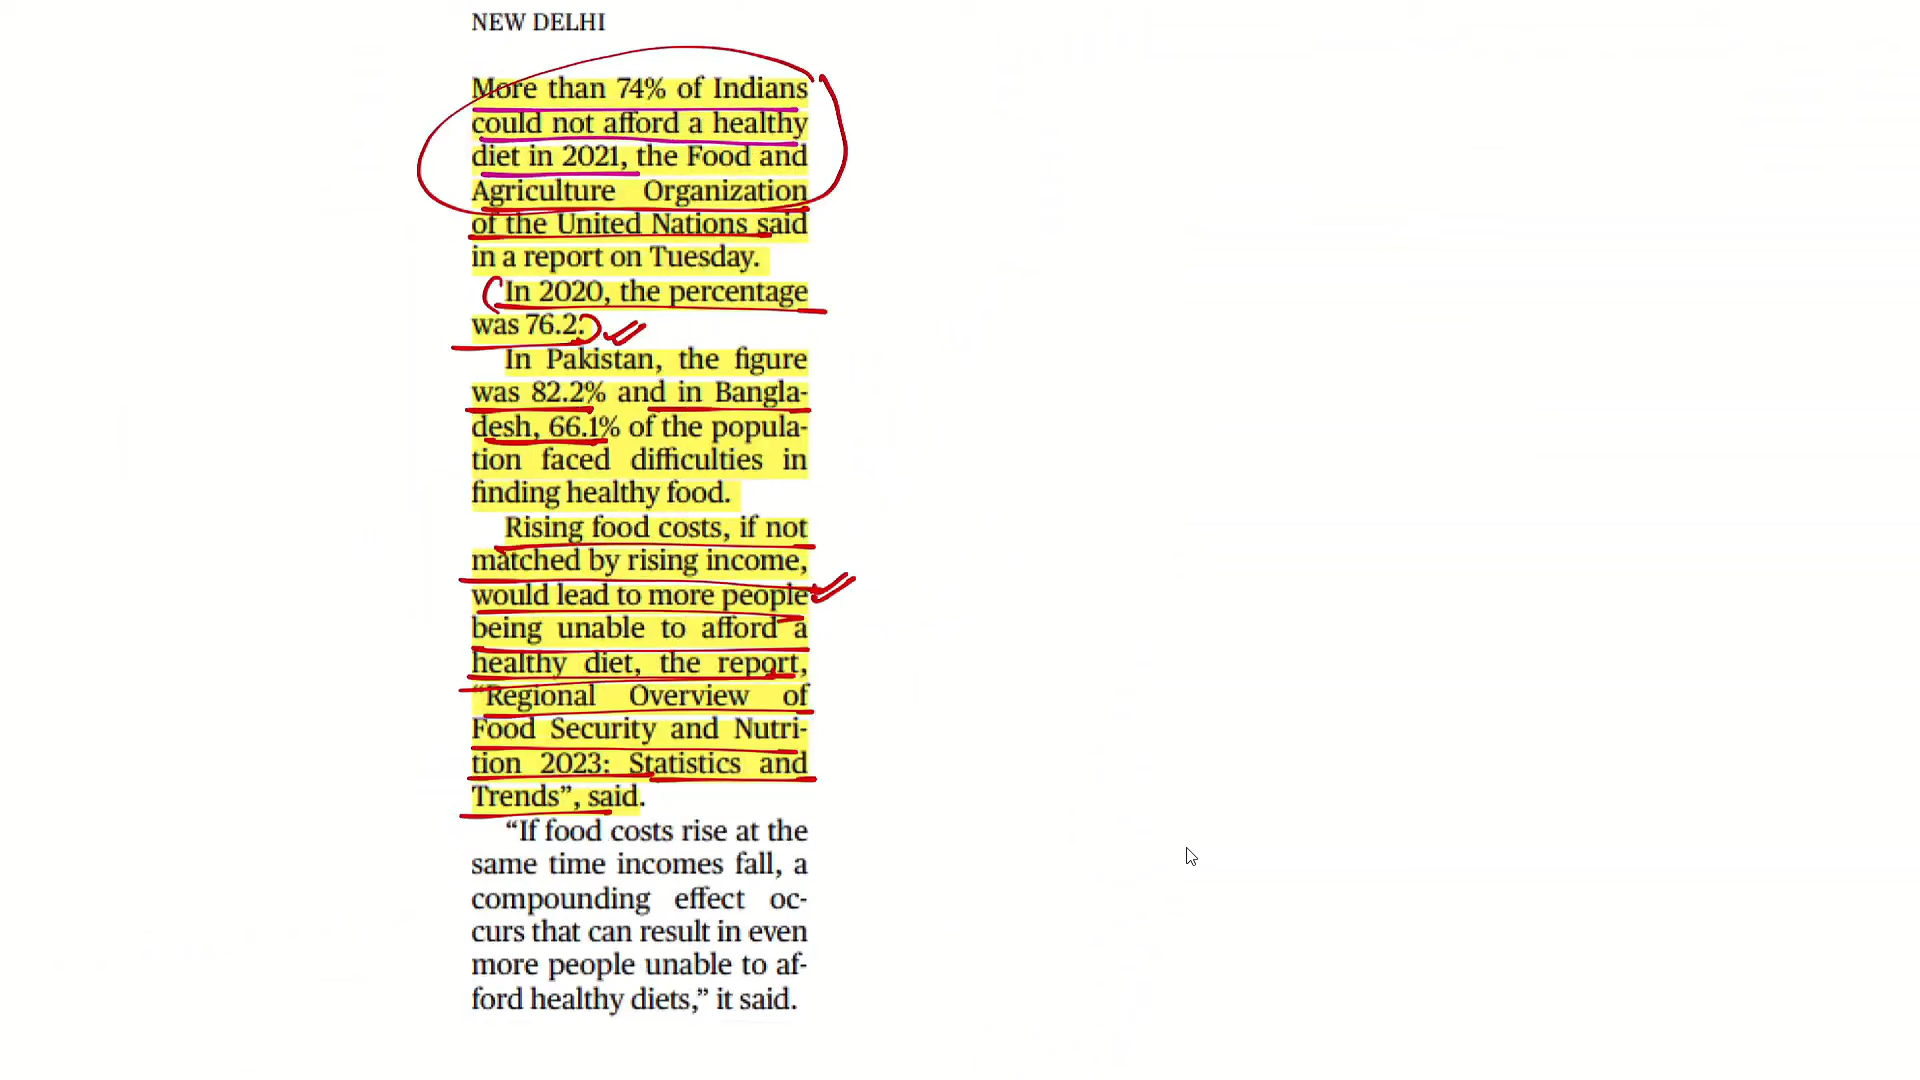 NEW DELHI
More than 74% of Indians
could not afford a healthy
diet in 2021, the Food and
Agriculture Organization
of the United Nations said
in a report on Tuesday.
In 2020, the percentage
was 76.2.
In Pakistan, the figure
was 82.2% and in Bangla-
desh, 66.1% of the popula-
tion faced difficulties in
finding healthy food.
Rising food costs, if not
matched by rising income,
would lead to more people
being unable to afford a
healthy diet, the report,
“Regional Overview of
Food Security and Nutri-
tion 2023: Statistics and
Trends”, said.
“If food costs rise at the
same time incomes fall, a
compounding effect oc-
curs that can result in even
more people unable to af-
ford healthy diets,” it said.